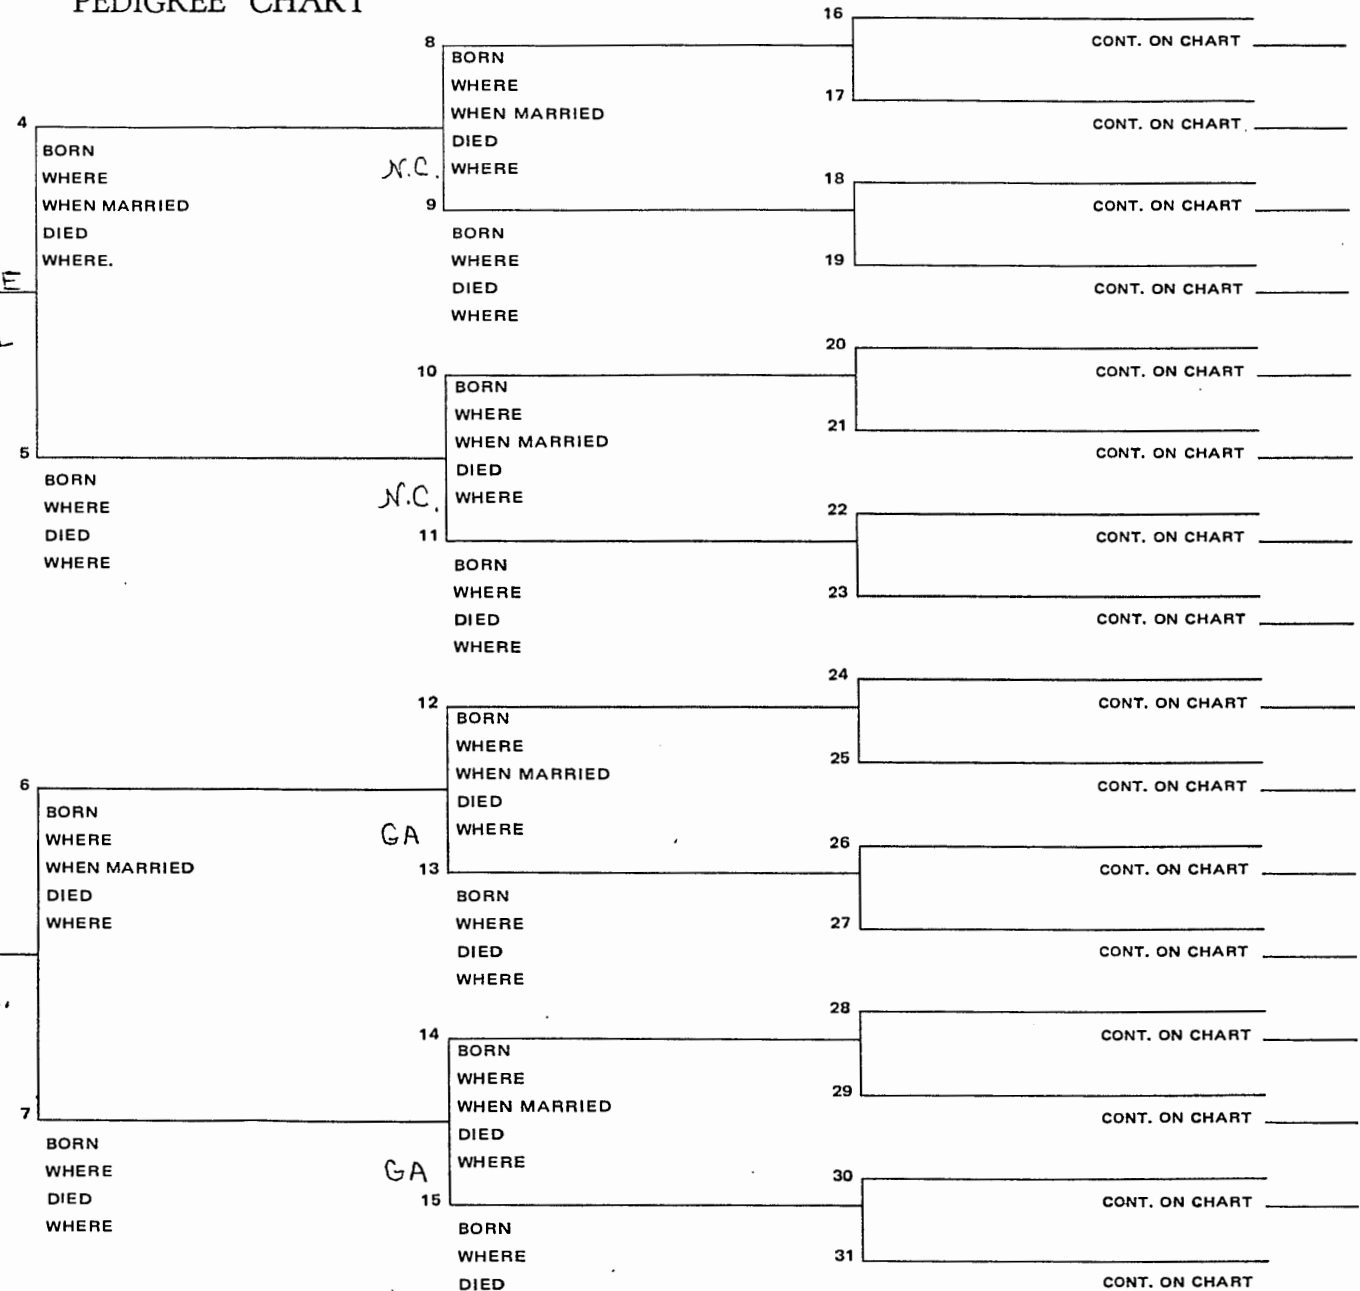 PEDIGREE CHART
4
BORN
WHERE
WHEN MARRIED
DIED
WHERE.
N.C.
E
5
BORN
WHERE
DIED
WHERE
N.C.
6
BORN
WHERE
WHEN MARRIED
DIED
WHERE
GA
7
BORN
WHERE
DIED
WHERE
GA
8
BORN
WHERE
WHEN MARRIED
DIED
WHERE
9
BORN
WHERE
DIED
WHERE
10
BORN
WHERE
WHEN MARRIED
DIED
WHERE
11
BORN
WHERE
DIED
WHERE
12
BORN
WHERE
WHEN MARRIED
DIED
WHERE
13
BORN
WHERE
DIED
WHERE
14
BORN
WHERE
WHEN MARRIED
DIED
WHERE
15
BORN
WHERE
DIED
16
CONT. ON CHART
17
CONT. ON CHART
18
CONT. ON CHART
19
CONT. ON CHART
20
CONT. ON CHART
21
CONT. ON CHART
22
CONT. ON CHART
23
CONT. ON CHART
24
CONT. ON CHART
25
CONT. ON CHART
26
CONT. ON CHART
27
CONT. ON CHART
28
CONT. ON CHART
29
CONT. ON CHART
30
CONT. ON CHART
31
CONT. ON CHART